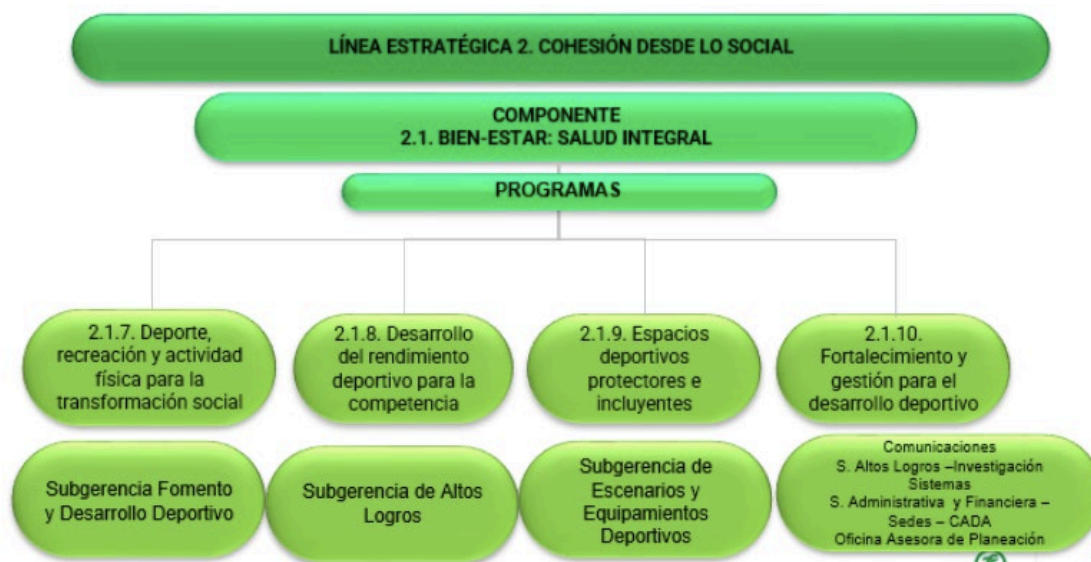 LÍNEA ESTRATÉGICA 2. COHESIÓN DESDE LO SOCIAL
COMPONENTE
2.1. BIEN-ESTAR: SALUD INTEGRAL
PROGRAMAS
2.1.7. Deporte,
recreación y actividad
física para la
transformación social
2.1.8. Desarrollo
del rendimiento
deportivo para la
competencia
2.1.9. Espacios
deportivos
protectores e
incluyentes
2.1.10.
Fortalecimiento y
gestión para el
desarrollo deportivo
Subgerencia Fomento
y Desarrollo Deportivo
Subgerencia de Altos
Logros
Subgerencia de
Escenarios y
Equipamientos
Deportivos
Comunicaciones
S. Altos Logros –Investigación
Sistemas
S. Administrativa y Financiera –
Sedes – CADA
Oficina Asesora de Planeación